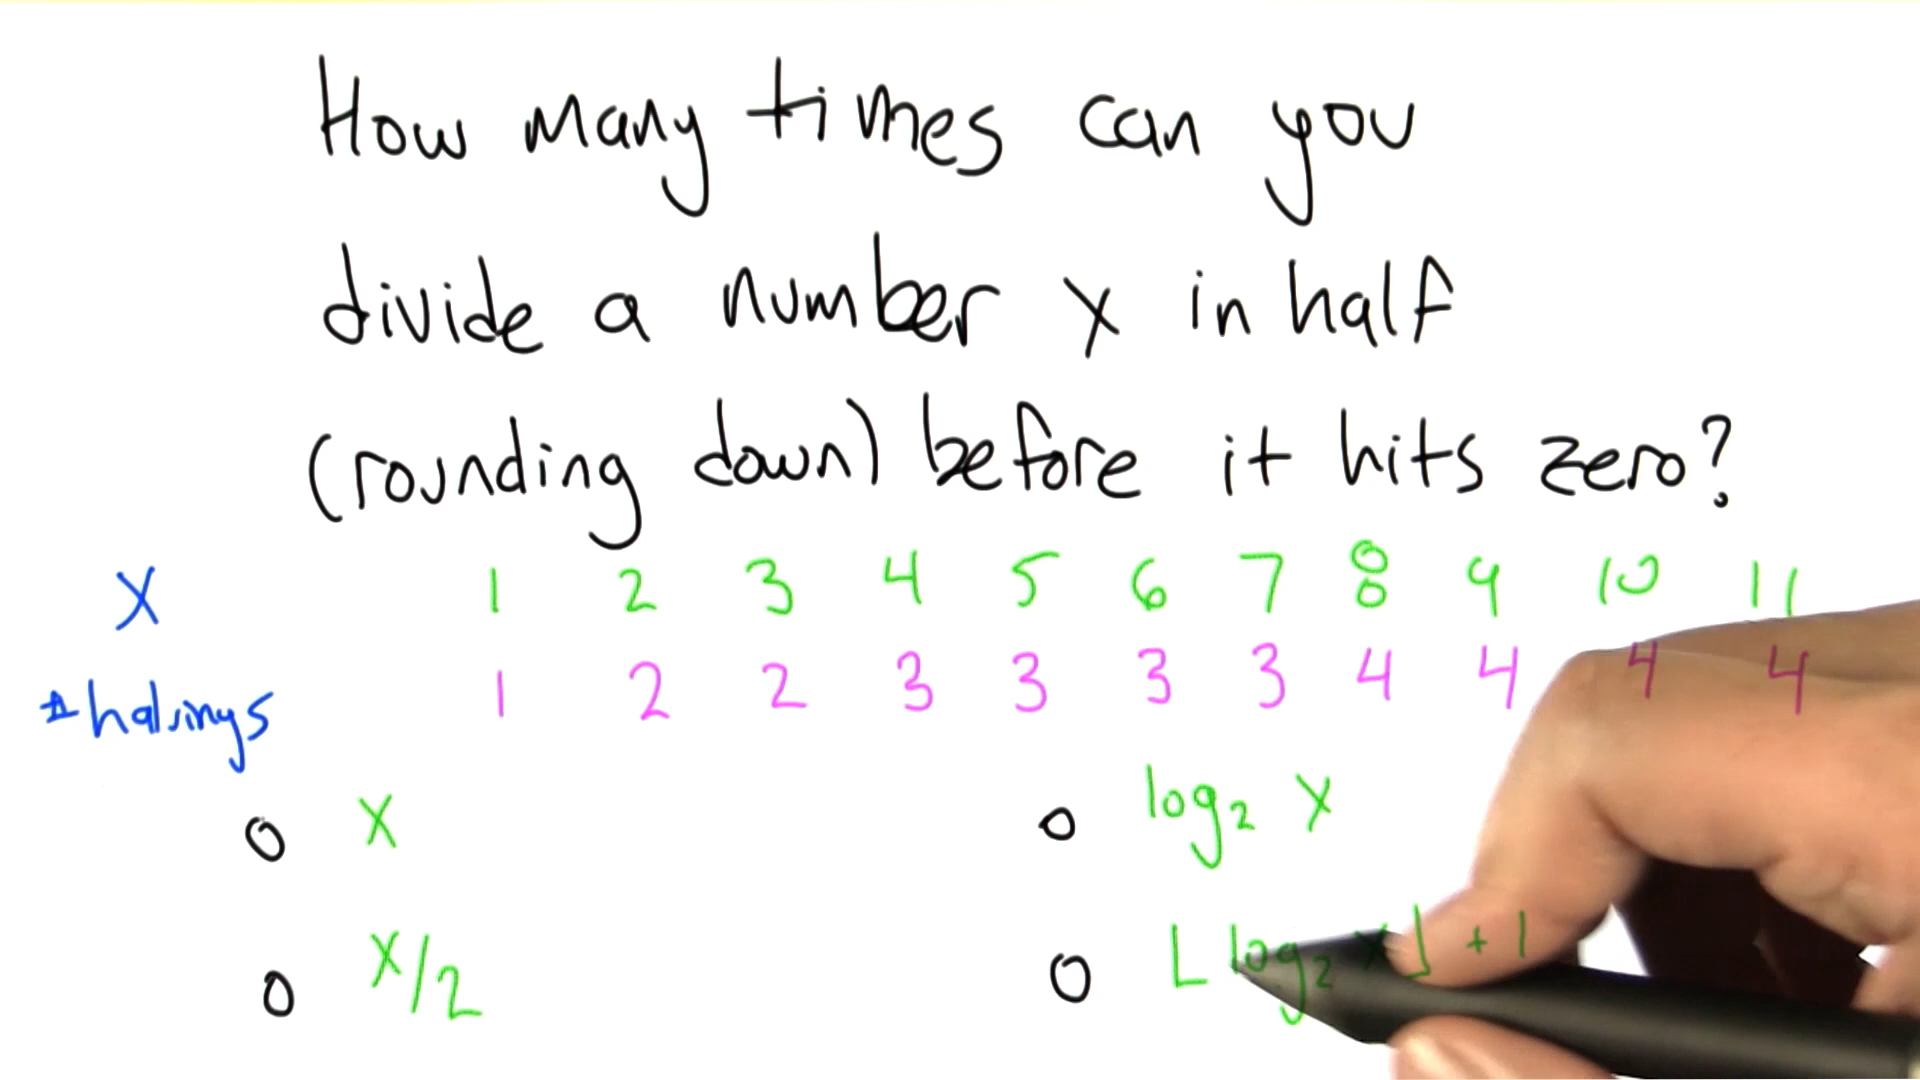 How many times can you
divide a number x in half
(rounding down) before it hits zero?
x 1 2 3 4 5 6 7 8 9 10 11
# halvings 1 2 2 3 3 3 3 4 4 4 4
O x
O log₂ x
O x/2
O ⌊log₂ x⌋ + 1